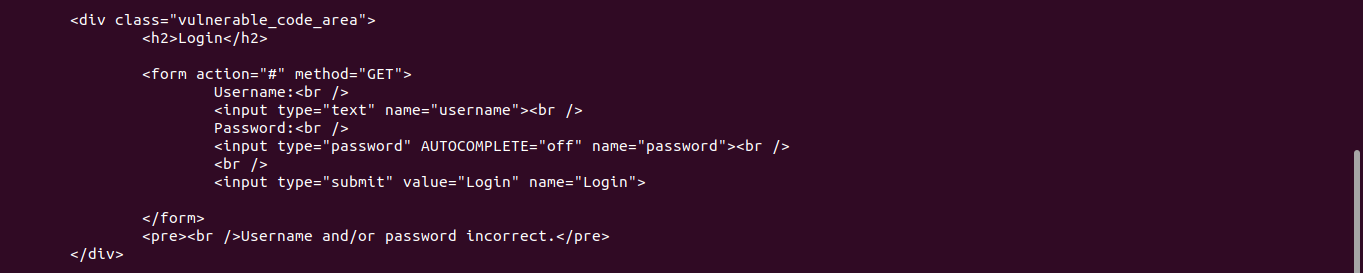 <div class="vulnerable_code_area">
<h2>Login</h2>
<form action="#" method="GET">
Username:<br />
<input type="text" name="username"><br />
Password:<br />
<input type="password" AUTOCOMPLETE="off" name="password"><br />
<br />
<input type="submit" value="Login" name="Login">
</form>
<pre><br />Username and/or password incorrect.</pre>
</div>